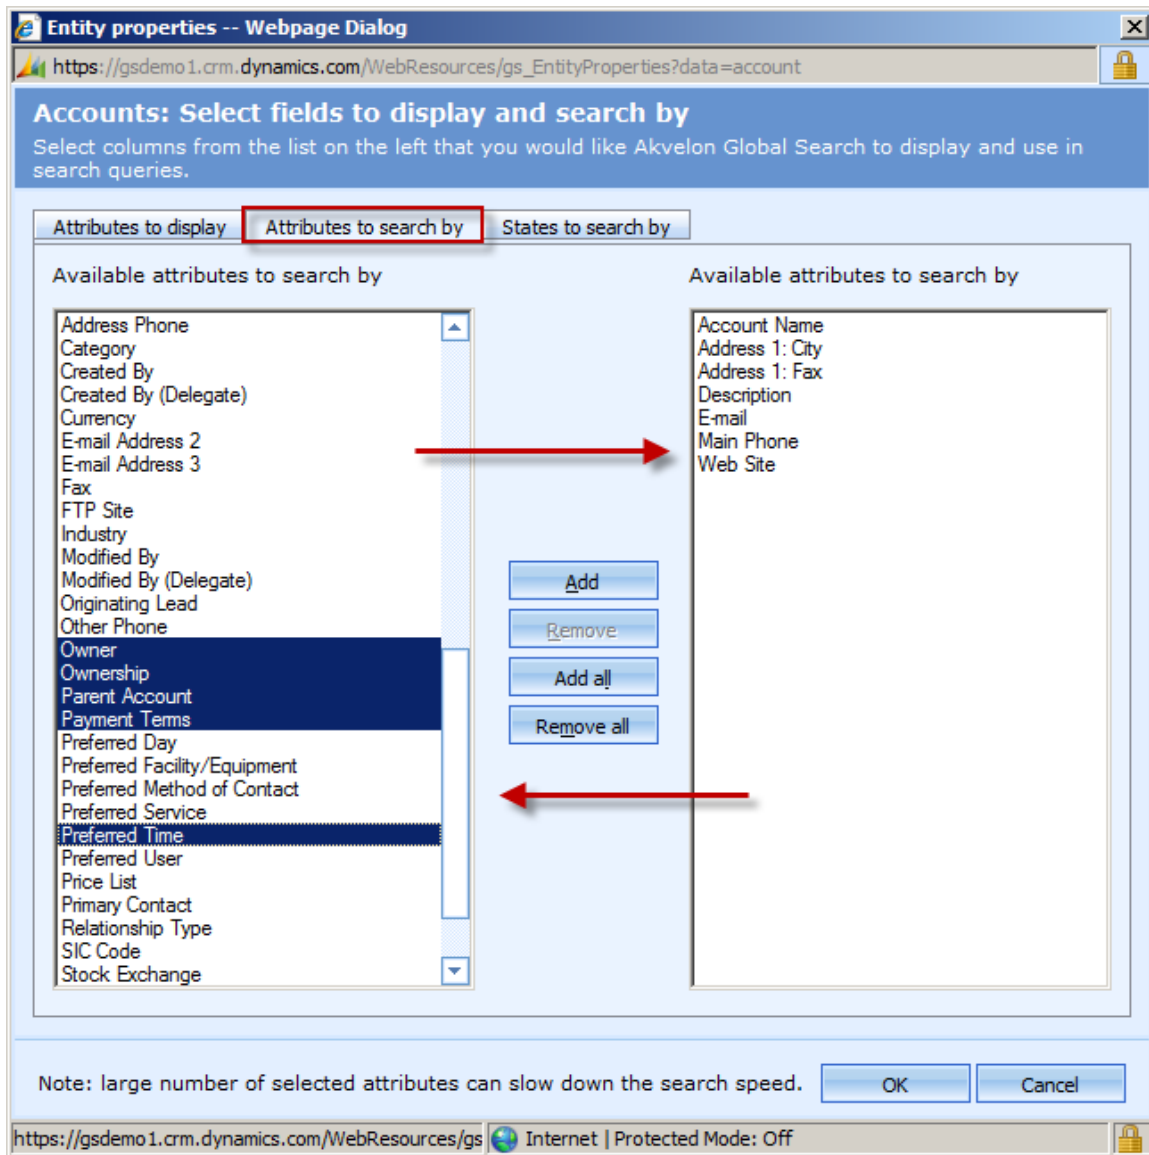 Entity properties -- Webpage Dialog
https://gsdemo1.crm.dynamics.com/WebResources/gs_EntityProperties?data=account
Accounts: Select fields to display and search by
Select columns from the list on the left that you would like Akvelon Global Search to display and use in
search queries.
Attributes to display
Attributes to search by
States to search by
Available attributes to search by
Address Phone
Category
Created By
Created By (Delegate)
Currency
E-mail Address 2
E-mail Address 3
Fax
FTP Site
Industry
Modified By
Modified By (Delegate)
Originating Lead
Other Phone
Owner
Ownership
Parent Account
Payment Terms
Preferred Day
Preferred Facility/Equipment
Preferred Method of Contact
Preferred Service
Preferred Time
Preferred User
Price List
Primary Contact
Relationship Type
SIC Code
Stock Exchange
Add
Remove
Add all
Remove all
Available attributes to search by
Account Name
Address 1: City
Address 1: Fax
Description
E-mail
Main Phone
Web Site
Note: large number of selected attributes can slow down the search speed.
OK
Cancel
https://gsdemo1.crm.dynamics.com/WebResources/gs
Internet | Protected Mode: Off